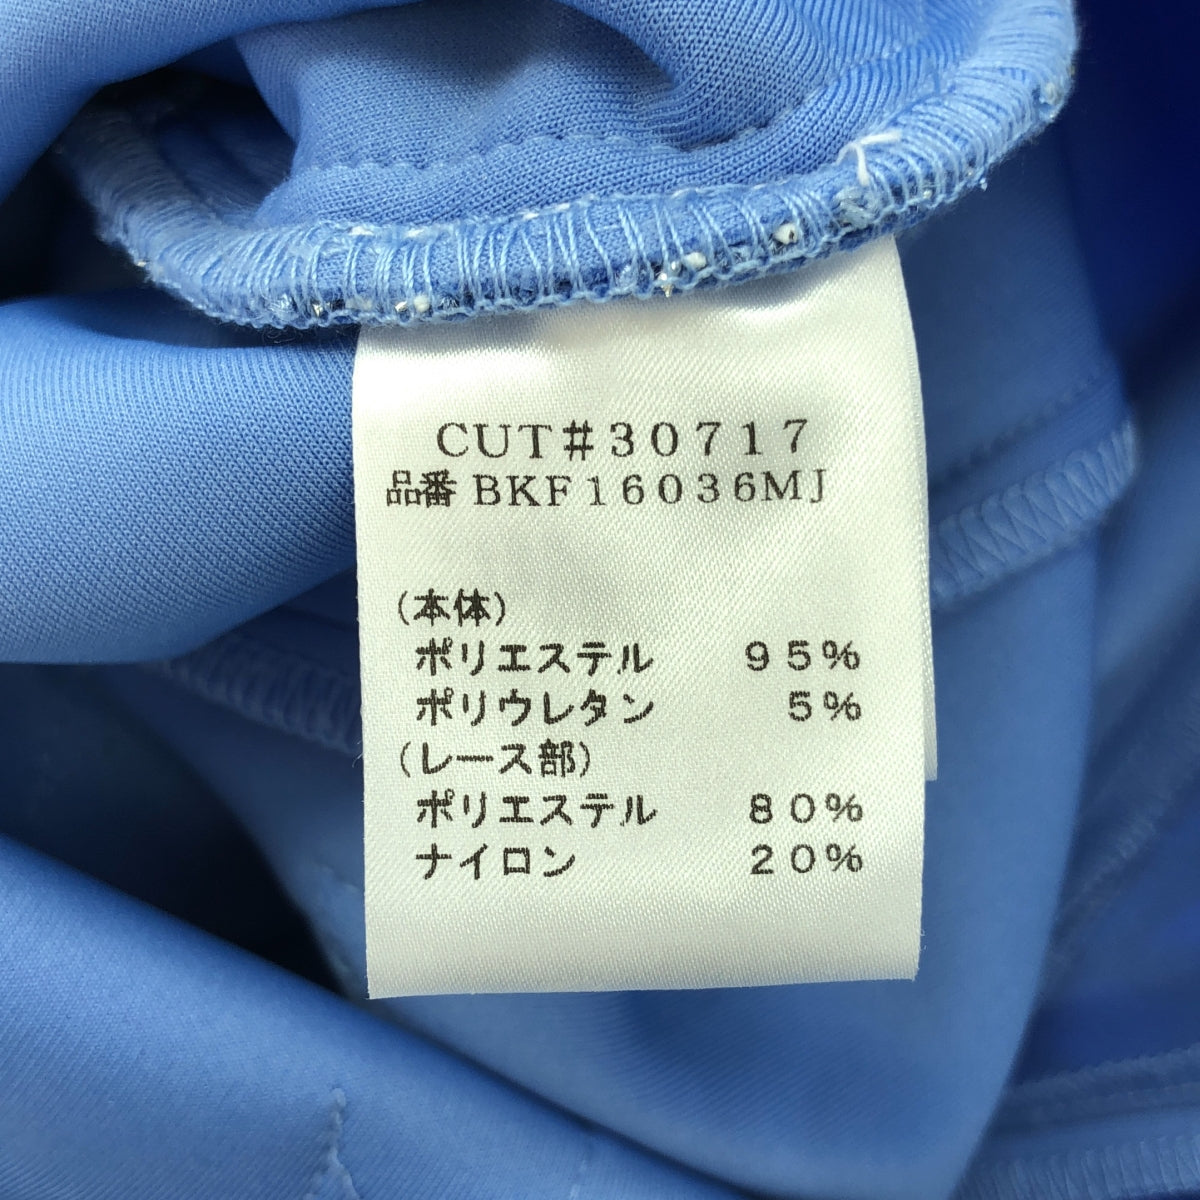 CUT#30717
品番 BKF16036MJ
(本体)
ポリエステル 95%
ポリウレタン 5%
(レース部)
ポリエステル 80%
ナイロン 20%